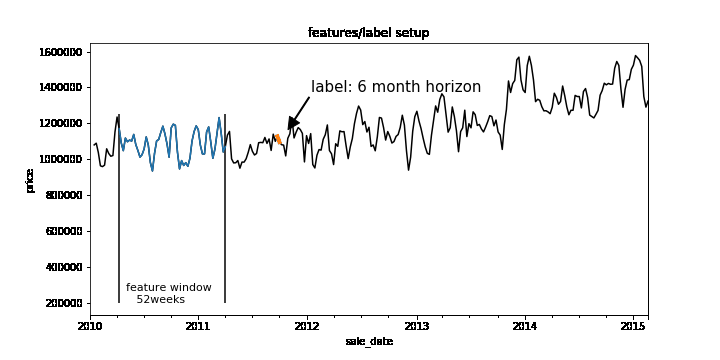 features/label setup
1600000
1400000
1200000
1000000
800000
600000
400000
200000
price
label: 6 month horizon
feature window
52weeks
2010 2011 2012 2013 2014 2015
sale_date